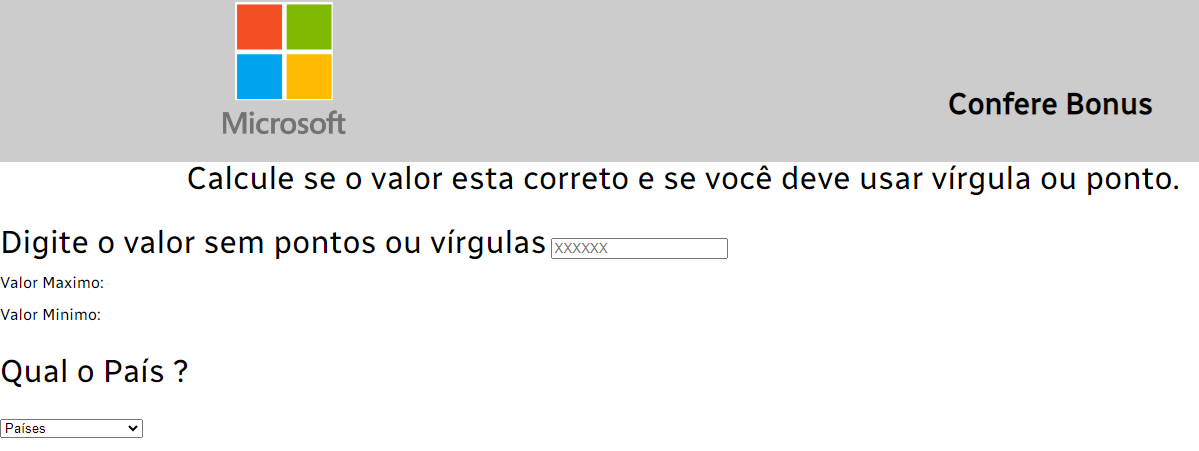 Microsoft
Confere Bonus
Calcule se o valor esta correto e se você deve usar vírgula ou ponto.
Digite o valor sem pontos ou vírgulas XXXXXX
Valor Maximo:
Valor Minimo:
Qual o País ?
Países